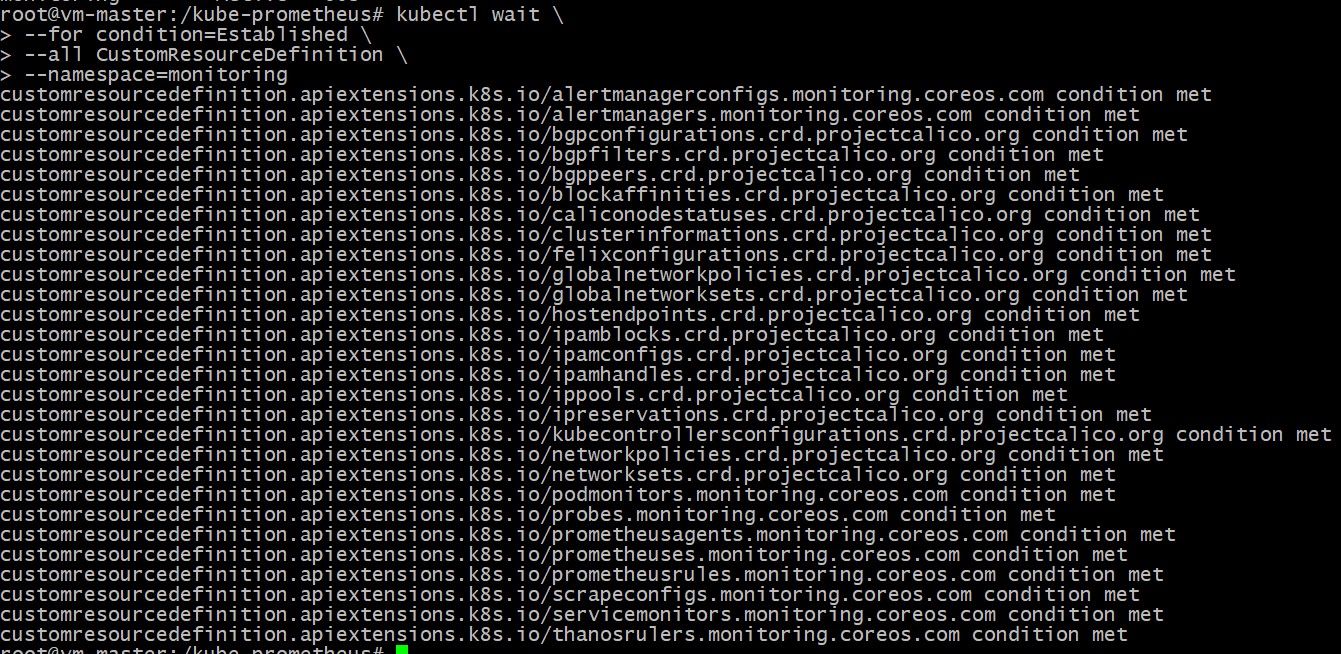 root@vm-master:/kube-prometheus# kubectl wait \
> --for condition=Established \
> --all CustomResourceDefinition \
> --namespace=monitoring
customresourcedefinition.apiextensions.k8s.io/alertmanagerconfigs.monitoring.coreos.com condition met
customresourcedefinition.apiextensions.k8s.io/alertmanagers.monitoring.coreos.com condition met
customresourcedefinition.apiextensions.k8s.io/bgpconfigurations.crd.projectcalico.org condition met
customresourcedefinition.apiextensions.k8s.io/bgpfilters.crd.projectcalico.org condition met
customresourcedefinition.apiextensions.k8s.io/bgppeers.crd.projectcalico.org condition met
customresourcedefinition.apiextensions.k8s.io/blockaffinities.crd.projectcalico.org condition met
customresourcedefinition.apiextensions.k8s.io/caliconodestatuses.crd.projectcalico.org condition met
customresourcedefinition.apiextensions.k8s.io/clusterinformations.crd.projectcalico.org condition met
customresourcedefinition.apiextensions.k8s.io/felixconfigurations.crd.projectcalico.org condition met
customresourcedefinition.apiextensions.k8s.io/globalnetworkpolicies.crd.projectcalico.org condition met
customresourcedefinition.apiextensions.k8s.io/globalnetworksets.crd.projectcalico.org condition met
customresourcedefinition.apiextensions.k8s.io/hostendpoints.crd.projectcalico.org condition met
customresourcedefinition.apiextensions.k8s.io/ipamblocks.crd.projectcalico.org condition met
customresourcedefinition.apiextensions.k8s.io/ipamconfigs.crd.projectcalico.org condition met
customresourcedefinition.apiextensions.k8s.io/ipamhandles.crd.projectcalico.org condition met
customresourcedefinition.apiextensions.k8s.io/ippools.crd.projectcalico.org condition met
customresourcedefinition.apiextensions.k8s.io/ipreservations.crd.projectcalico.org condition met
customresourcedefinition.apiextensions.k8s.io/kubecontrollersconfigurations.crd.projectcalico.org condition met
customresourcedefinition.apiextensions.k8s.io/networkpolicies.crd.projectcalico.org condition met
customresourcedefinition.apiextensions.k8s.io/networksets.crd.projectcalico.org condition met
customresourcedefinition.apiextensions.k8s.io/podmonitors.monitoring.coreos.com condition met
customresourcedefinition.apiextensions.k8s.io/probes.monitoring.coreos.com condition met
customresourcedefinition.apiextensions.k8s.io/prometheusagents.monitoring.coreos.com condition met
customresourcedefinition.apiextensions.k8s.io/prometheuses.monitoring.coreos.com condition met
customresourcedefinition.apiextensions.k8s.io/prometheusrules.monitoring.coreos.com condition met
customresourcedefinition.apiextensions.k8s.io/scrapeconfigs.monitoring.coreos.com condition met
customresourcedefinition.apiextensions.k8s.io/servicemonitors.monitoring.coreos.com condition met
customresourcedefinition.apiextensions.k8s.io/thanosrulers.monitoring.coreos.com condition met
root@vm-master:/kube-prometheus#